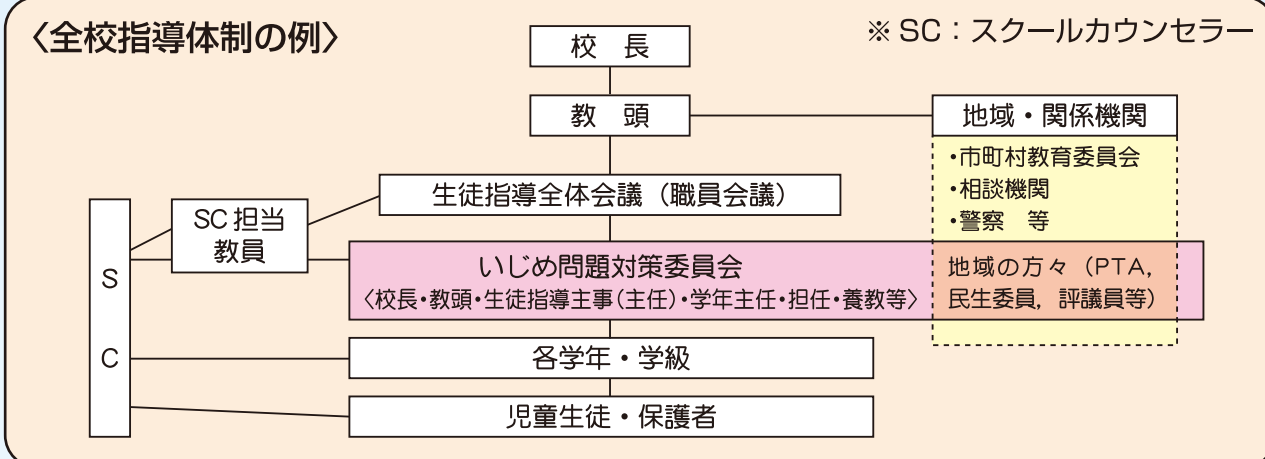 〈全校指導体制の例〉
※ SC：スクールカウンセラー
校　長
教　頭
地域・関係機関
・市町村教育委員会
・相談機関
・警察　等
生徒指導全体会議（職員会議）
SC 担当
教員
S
C
いじめ問題対策委員会
〈校長・教頭・生徒指導主事（主任）・学年主任・担任・養教等〉
地域の方々（PTA，
民生委員，評議員等）
各学年・学級
児童生徒・保護者